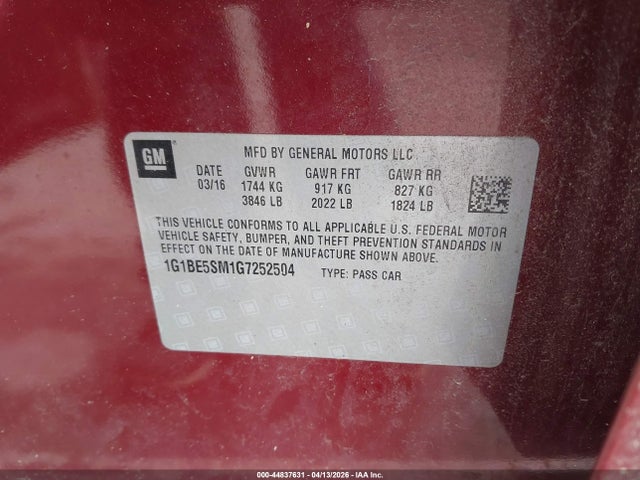 GM
MFD BY GENERAL MOTORS LLC
DATE GVWR GAWR FRT GAWR RR
03/16 1744 KG 917 KG 827 KG
3846 LB 2022 LB 1824 LB
THIS VEHICLE CONFORMS TO ALL APPLICABLE U.S. FEDERAL MOTOR
VEHICLE SAFETY, BUMPER, AND THEFT PREVENTION STANDARDS IN
EFFECT ON THE DATE OF MANUFACTURE SHOWN ABOVE.
1G1BE5SM1G7252504 TYPE: PASS CAR
000-44837631 - 04/13/2026 - IAA Inc.